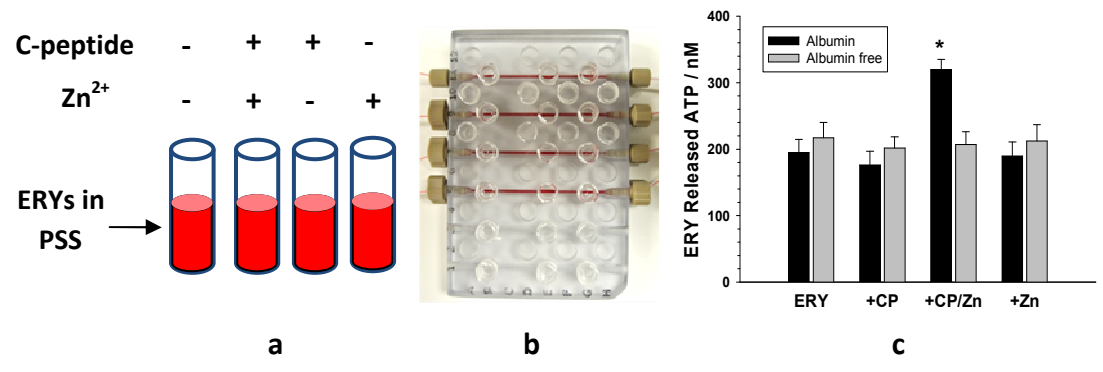 C-peptide - + + -
Zn2+ - + - +
ERYs in
PSS
a
b
400
300
200
100
0
ERY Released ATP / nM
Albumin
Albumin free
*
ERY +CP +CP/Zn +Zn
c